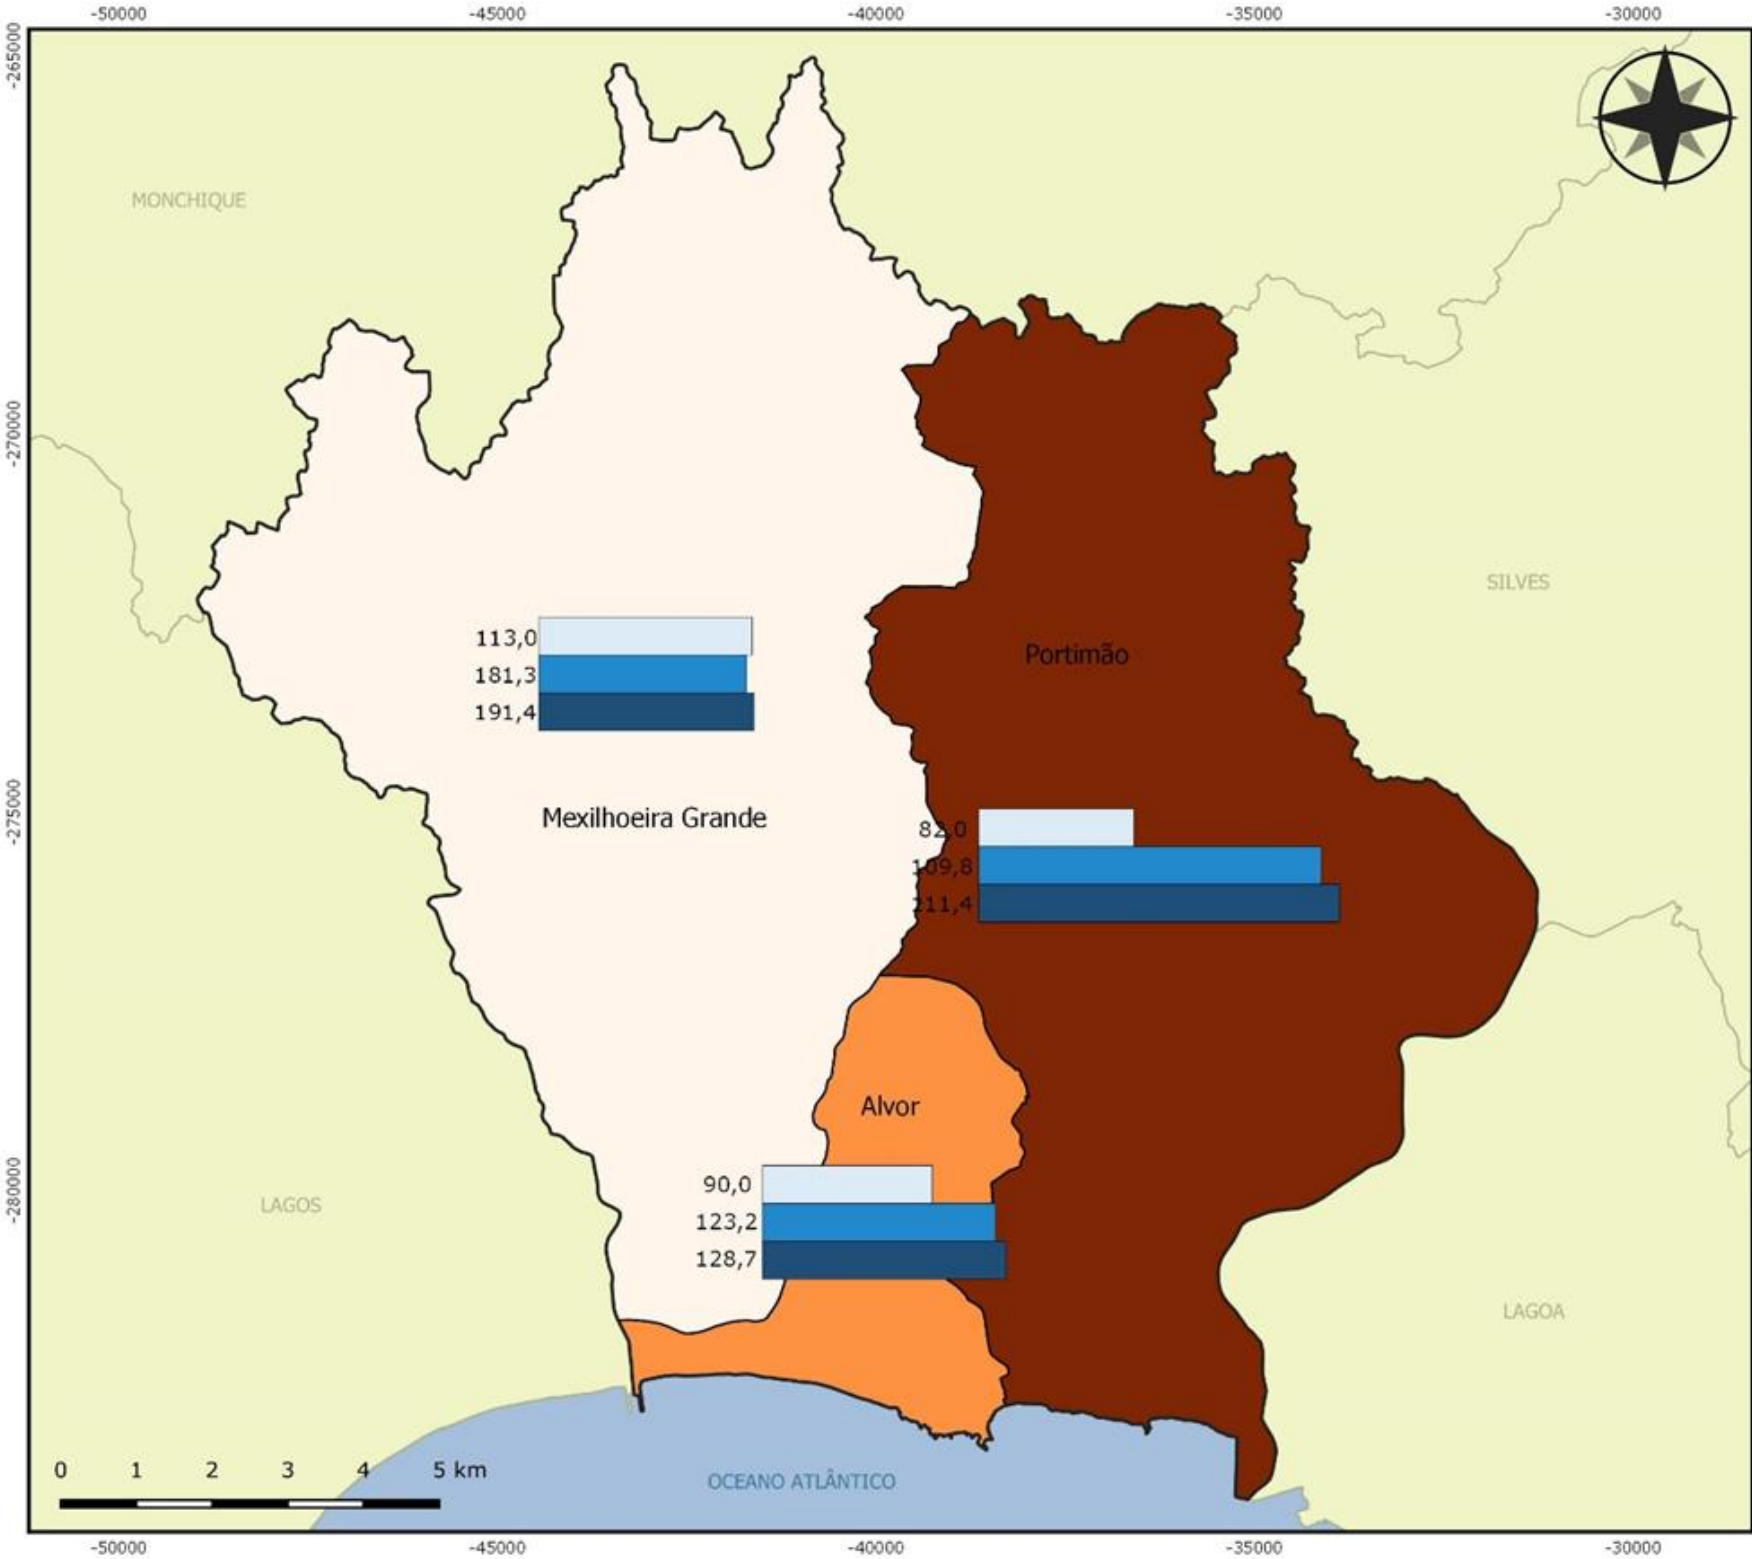 -50000 -45000 -40000 -35000 -30000
-265000
MONCHIQUE
-270000
SILVES
113,0
Portimão
181,3
191,4
-275000
Mexilhoeira Grande
82,0
109,8
211,4
Alvor
-280000
90,0
LAGOS
123,2
128,7
LAGOA
0 1 2 3 4 5 km
OCEANO ATLÂNTICO
-50000 -45000 -40000 -35000 -30000